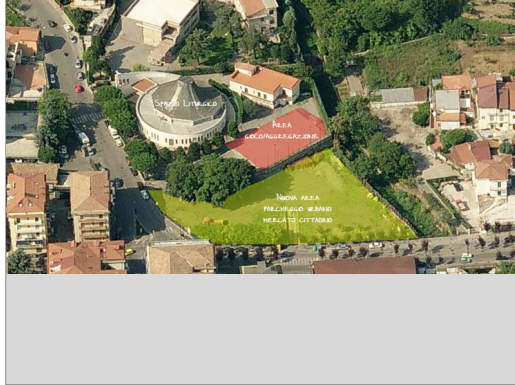 Spazio Liturgico
Area
gioco/aggregazione
Nuova area
parcheggio urbano
mercato cittadino